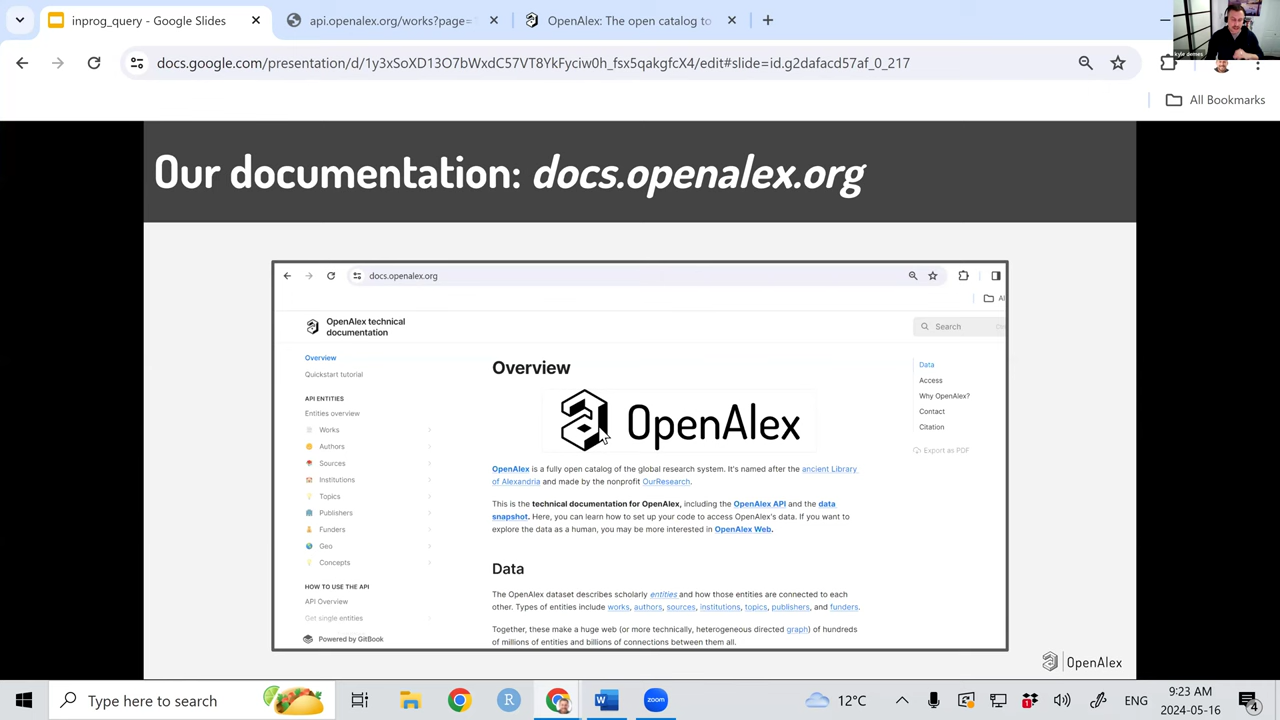 inprog_query - Google Slides
api.openalex.org/works?page=
OpenAlex: The open catalog to
kyle demes
docs.google.com/presentation/d/1y3xSoXD13O7D
dC57VT8YkFyciw0h_fsx5qakgfcX4/edit#slide=id.g2dafacd57af_0_217
All Bookmarks
Our documentation: docs.openalex.org
docs.openalex.org
OpenAlex technical
documentation
Search
Overview
Quickstart tutorial
API ENTITIES
Entities overview
Works
Authors
Sources
Institutions
Topics
Publishers
Funders
Geo
Concepts
HOW TO USE THE API
API Overview
Get single entities
Powered by GitBook
Overview
OpenAlex
OpenAlex is a fully open catalog of the global research system. It's named after the ancient Library
of Alexandria and made by the nonprofit OurResearch.
This is the technical documentation for OpenAlex, including the OpenAlex API and the data
snapshot. Here, you can learn how to set up your code to access OpenAlex's data. If you want to
explore the data as a human, you may be more interested in OpenAlex Web.
Data
The OpenAlex dataset describes scholarly entities and how those entities are connected to each
other. Types of entities include works, authors, sources, institutions, topics, publishers, and funders.
Together, these make a huge web (or more technically, heterogeneous directed graph) of hundreds
of millions of entities and billions of connections between them all.
Data
Access
Why OpenAlex?
Contact
Citation
Export as PDF
OpenAlex
Type here to search
12°C
ENG
9:23 AM
2024-05-16
4